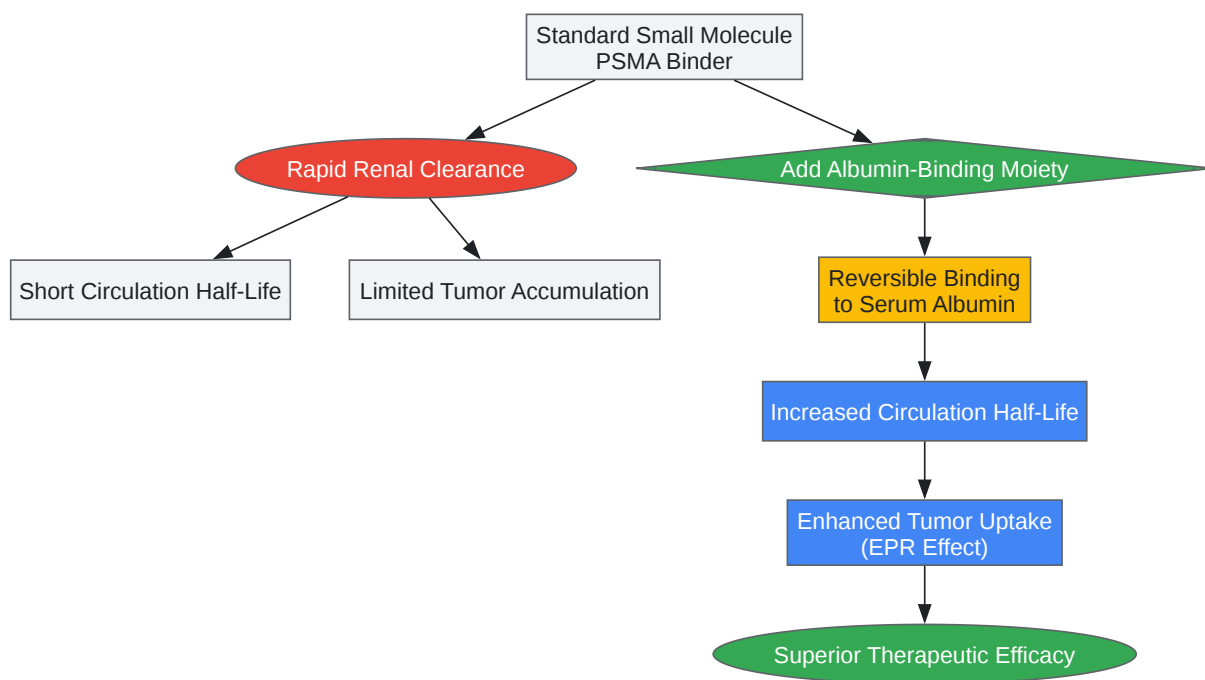 Standard Small Molecule
PSMA Binder
Rapid Renal Clearance
Add Albumin-Binding Moiety
Short Circulation Half-Life
Limited Tumor Accumulation
Reversible Binding
to Serum Albumin
Increased Circulation Half-Life
Enhanced Tumor Uptake
(EPR Effect)
Superior Therapeutic Efficacy